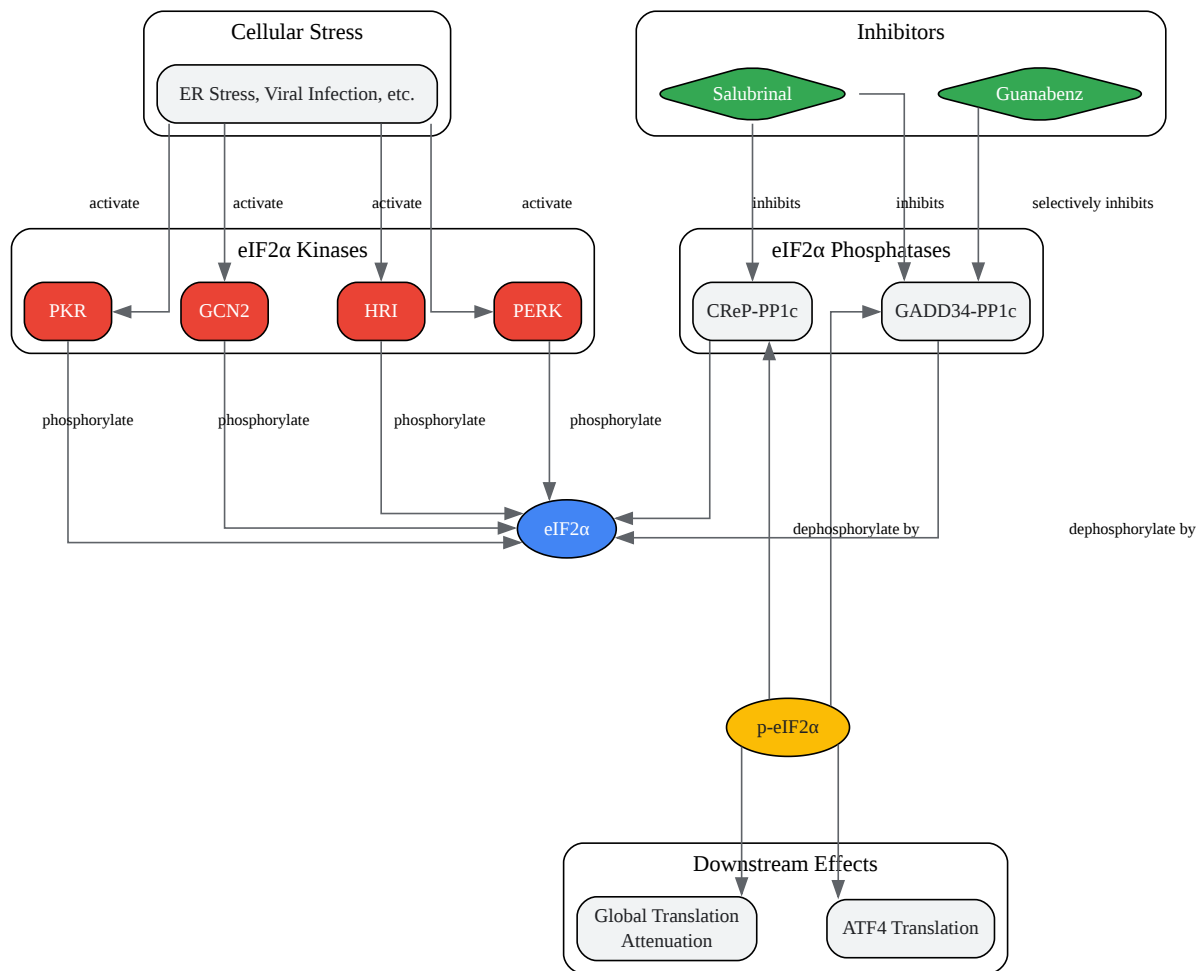 Cellular Stress
Inhibitors
ER Stress, Viral Infection, etc.
Salubrinal
Guanabenz
activate
activate
activate
activate
inhibits
inhibits
selectively inhibits
eIF2α Kinases
eIF2α Phosphatases
PKR
GCN2
HRI
PERK
CReP-PP1c
GADD34-PP1c
phosphorylate
phosphorylate
phosphorylate
phosphorylate
eIF2α
dephosphorylate by
dephosphorylate by
p-eIF2α
Downstream Effects
Global Translation
Attenuation
ATF4 Translation